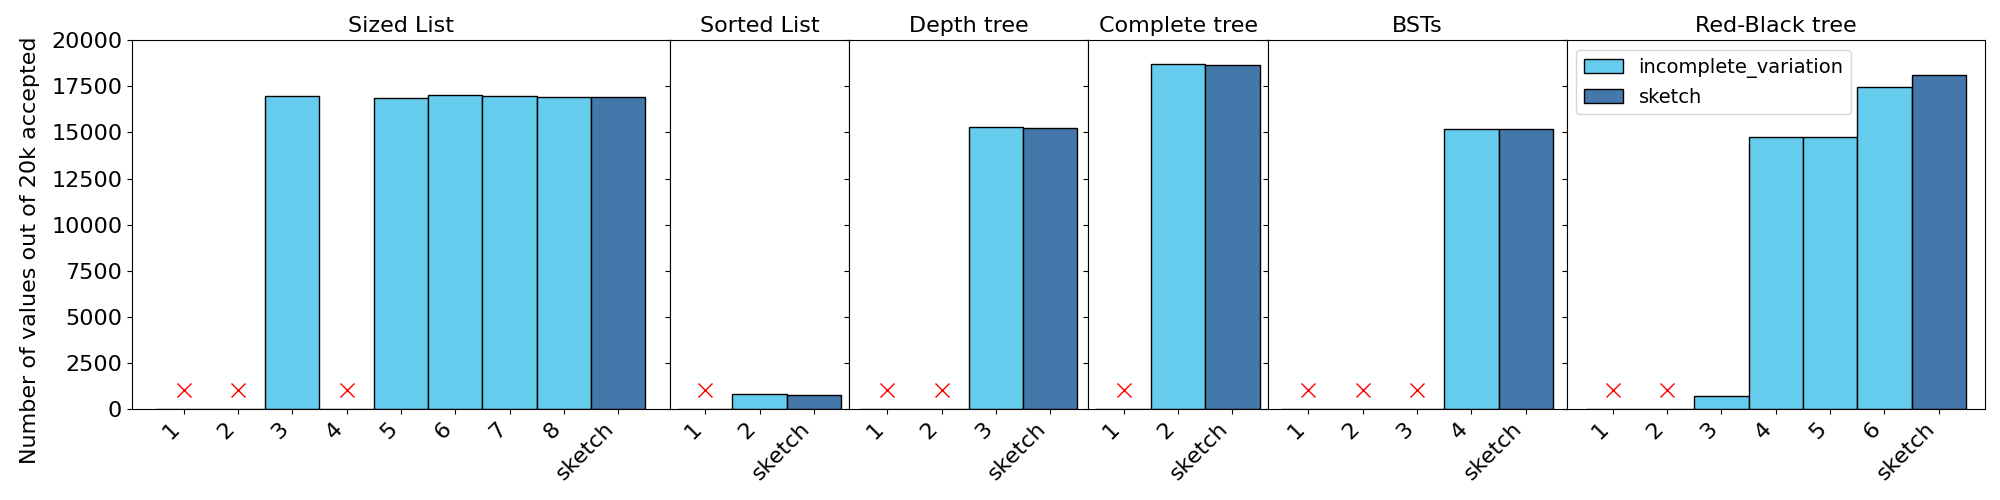 Sized List
Sorted List
Depth tree
Complete tree
BSTs
Red-Black tree
Number of values out of 20k accepted
20000
17500
15000
12500
10000
7500
5000
2500
0
incomplete_variation
sketch
1 2 3 4 5 6 7 8 sketch
1 2 sketch
1 2 3 sketch
1 2 sketch
1 2 3 4 sketch
1 2 3 4 5 6 sketch